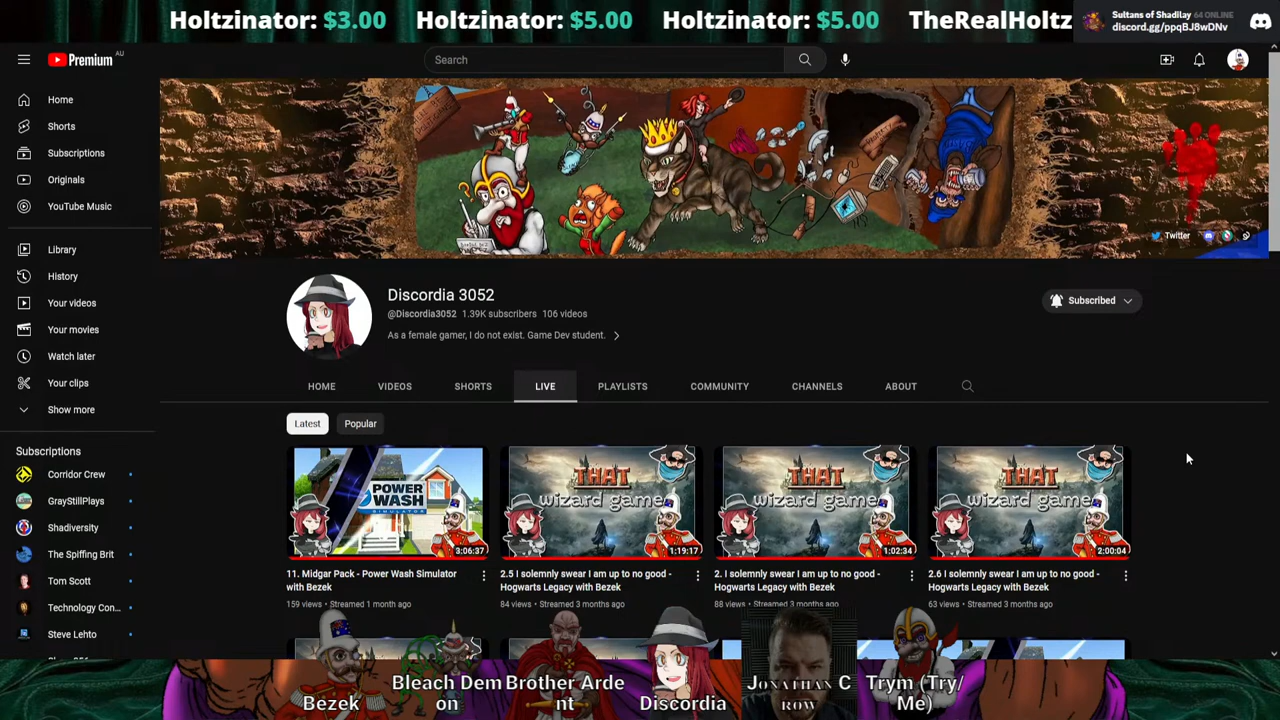 Holtzinator: $3.00 Holtzinator: $5.00 Holtzinator: $5.00 TheRealHoltz
Sultans of Shadilay 64 ONLINE
discord.gg/ppqBJ8wDNv
Premium AU
Search
Home
Shorts
Subscriptions
Originals
YouTube Music
Library
History
Your videos
Your movies
Watch later
Your clips
Show more
Subscriptions
Corridor Crew
GrayStillPlays
Shadiversity
The Spiffing Brit
Tom Scott
Technology Con...
Steve Lehto
Twitter
Discordia 3052
@Discordia3052 1.39K subscribers 106 videos
As a female gamer, I do not exist. Game Dev student.
Subscribed
HOME VIDEOS SHORTS LIVE PLAYLISTS COMMUNITY CHANNELS ABOUT
Latest Popular
POWER
WASH
3:06:37
11. Midgar Pack - Power Wash Simulator
with Bezek
159 views • Streamed 1 month ago
THAT
wizard game
1:19:17
2.5 I solemnly swear I am up to no good -
Hogwarts Legacy with Bezek
84 views • Streamed 3 months ago
THAT
wizard game
1:02:34
2. I solemnly swear I am up to no good -
Hogwarts Legacy with Bezek
88 views • Streamed 3 months ago
THAT
wizard game
2:00:04
2.6 I solemnly swear I am up to no good -
Hogwarts Legacy with Bezek
63 views • Streamed 3 months ago
Bezek
Bleach Dem
on
Brother Arde
nt
Discordia
Jonathan C
row
Trym (Try/
Me)